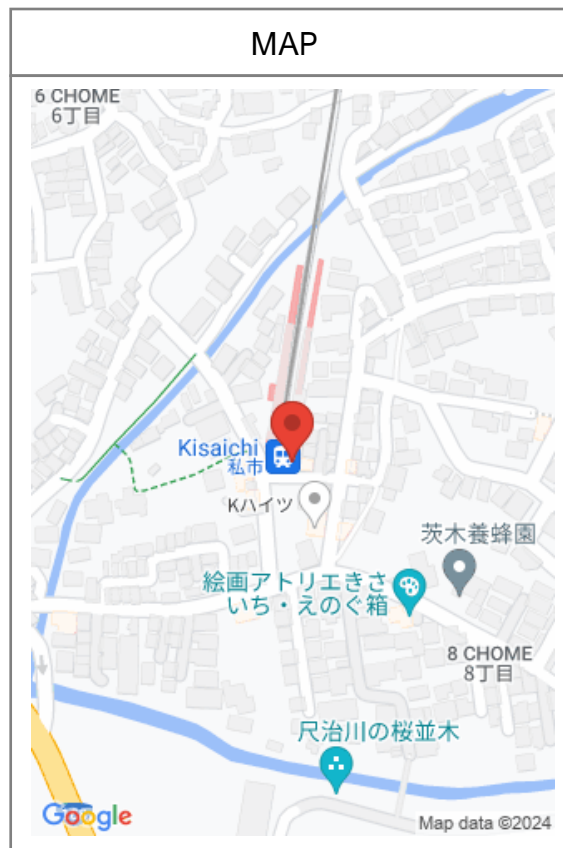 MAP
6 CHOME
6丁目
Kisaichi
私市
Kハイツ
茨木養蜂園
絵画アトリエきさ
いち・えのぐ箱
8 CHOME
8丁目
尺治川の桜並木
Google
Map data ©2024